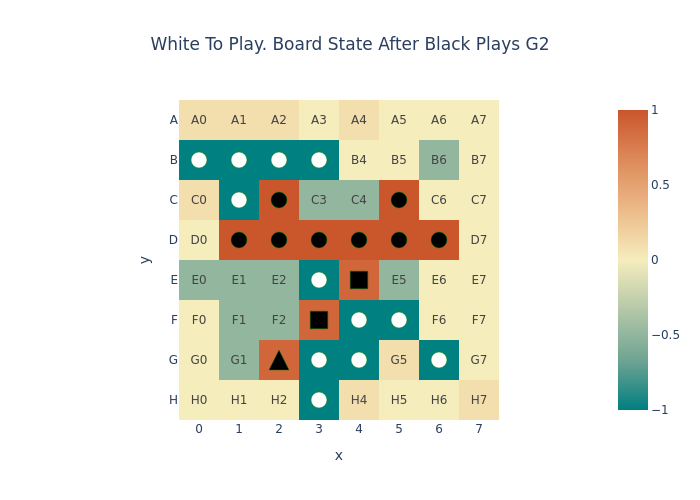 White To Play. Board State After Black Plays G2
A A0 A1 A2 A3 A4 A5 A6 A7
B B4 B5 B6 B7
C C0 C3 C4 C6 C7
D D0 D7
E E0 E1 E2 E5 E6 E7
F F0 F1 F2 F6 F7
G G0 G1 G5 G7
H H0 H1 H2 H4 H5 H6 H7
0 1 2 3 4 5 6 7
x
y
1
0.5
0
−0.5
−1